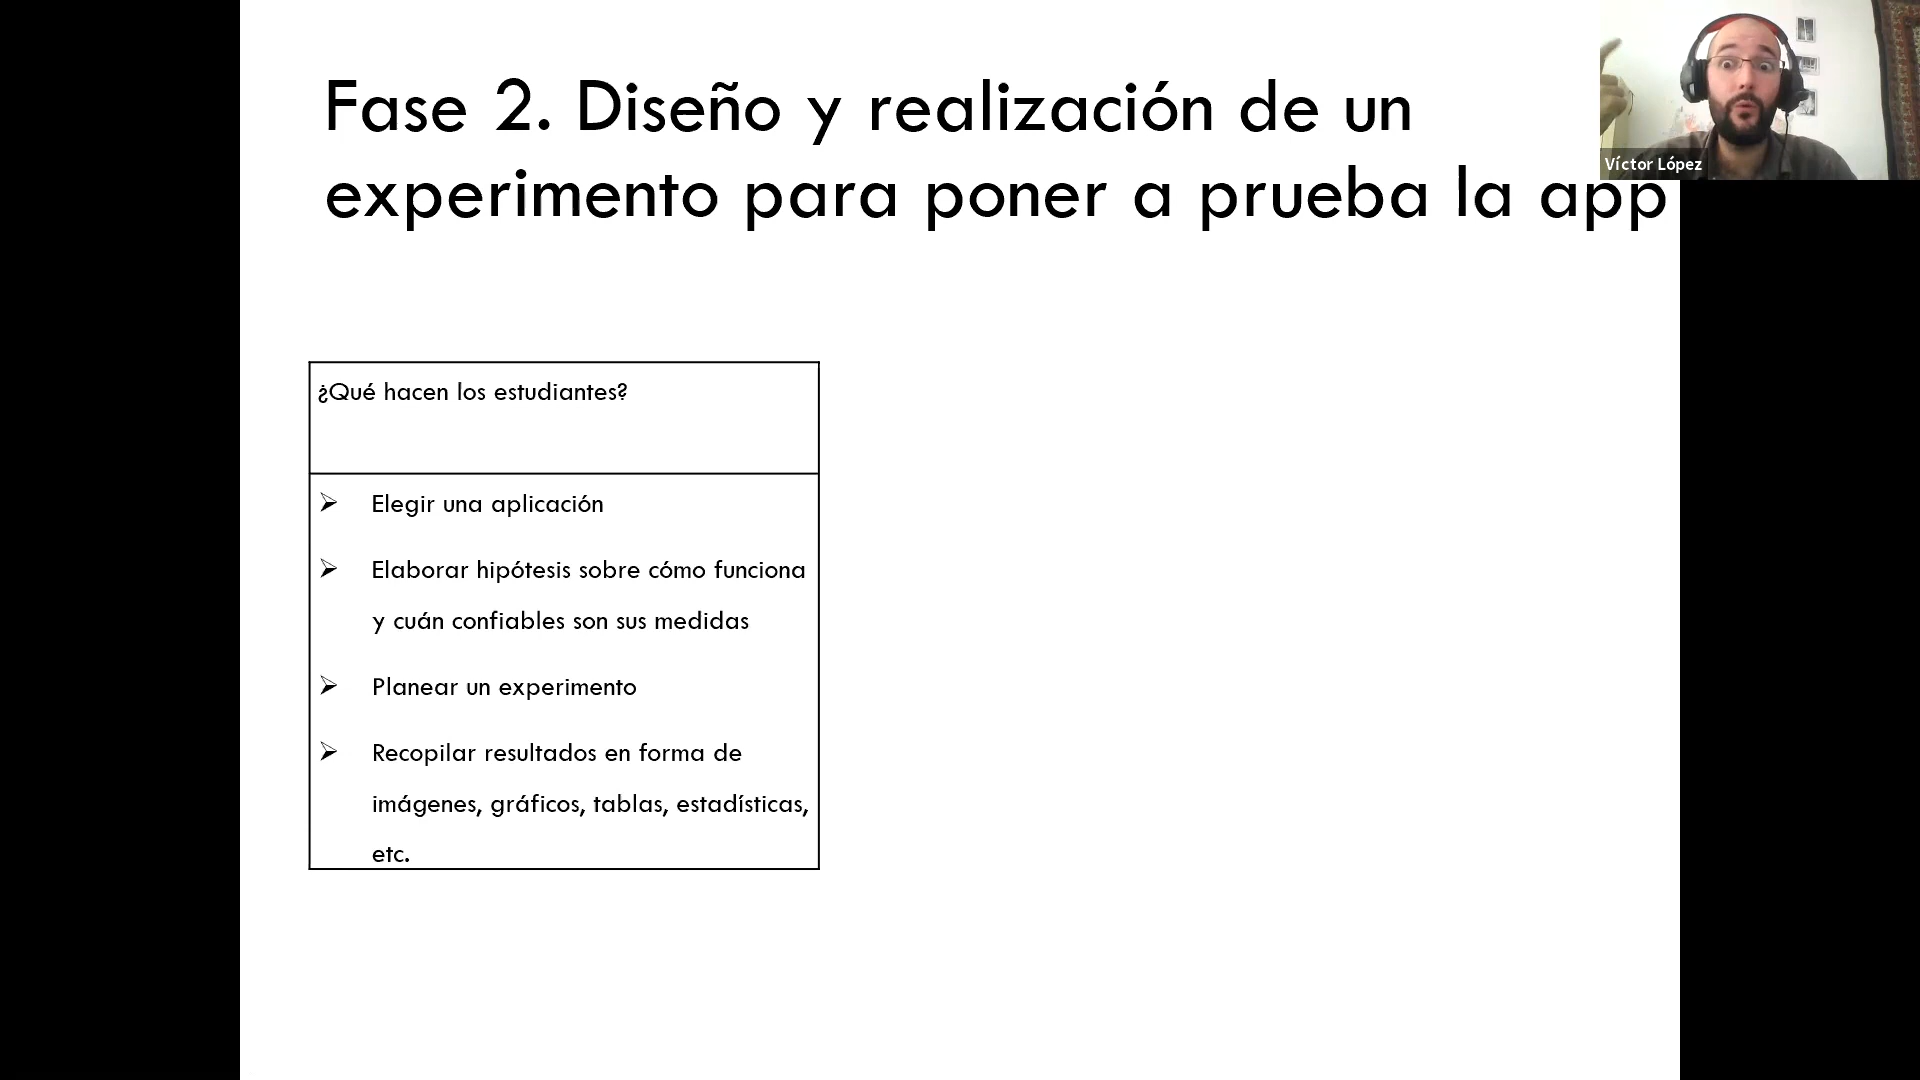 Fase 2. Diseño y realización de un
experimento para poner a prueba la app
Víctor López
¿Qué hacen los estudiantes?
➢ Elegir una aplicación
➢ Elaborar hipótesis sobre cómo funciona
y cuán confiables son sus medidas
➢ Planear un experimento
➢ Recopilar resultados en forma de
imágenes, gráficos, tablas, estadísticas,
etc.